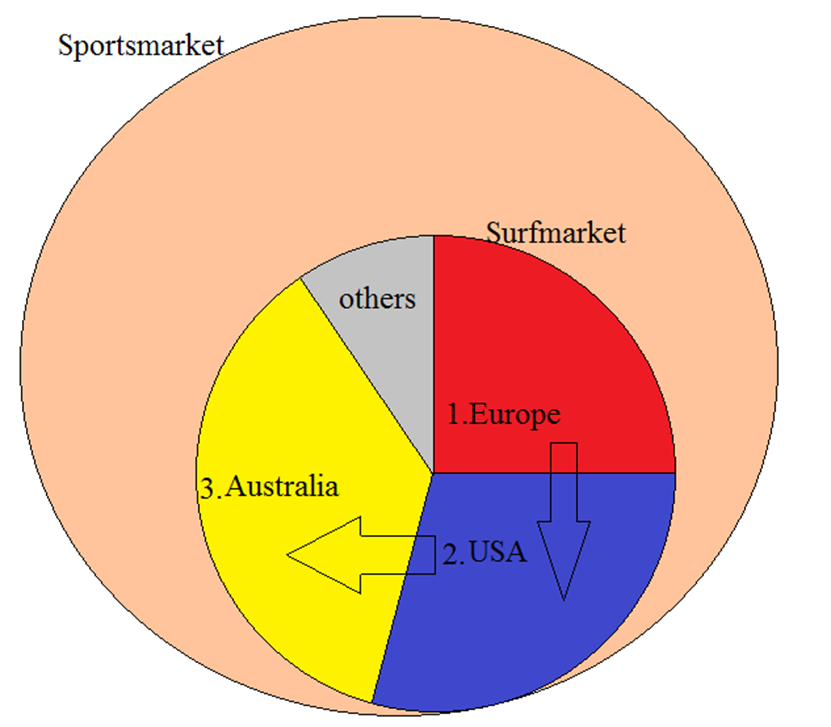 Sportsmarket
Surfmarket
others
1.Europe
3.Australia
2.USA